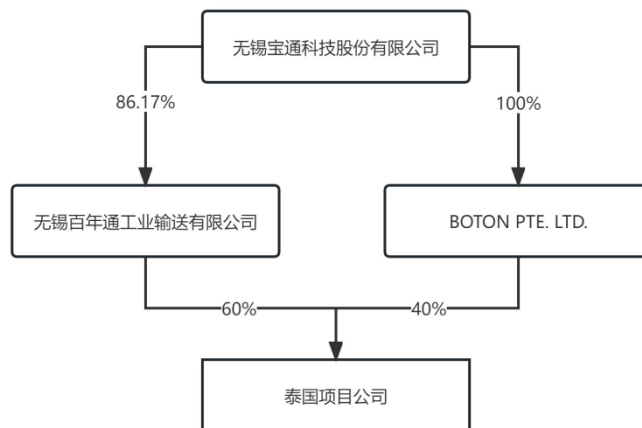 无锡宝通科技股份有限公司
86.17%
100%
无锡百年通工业输送有限公司
BOTON PTE. LTD.
60%
40%
泰国项目公司